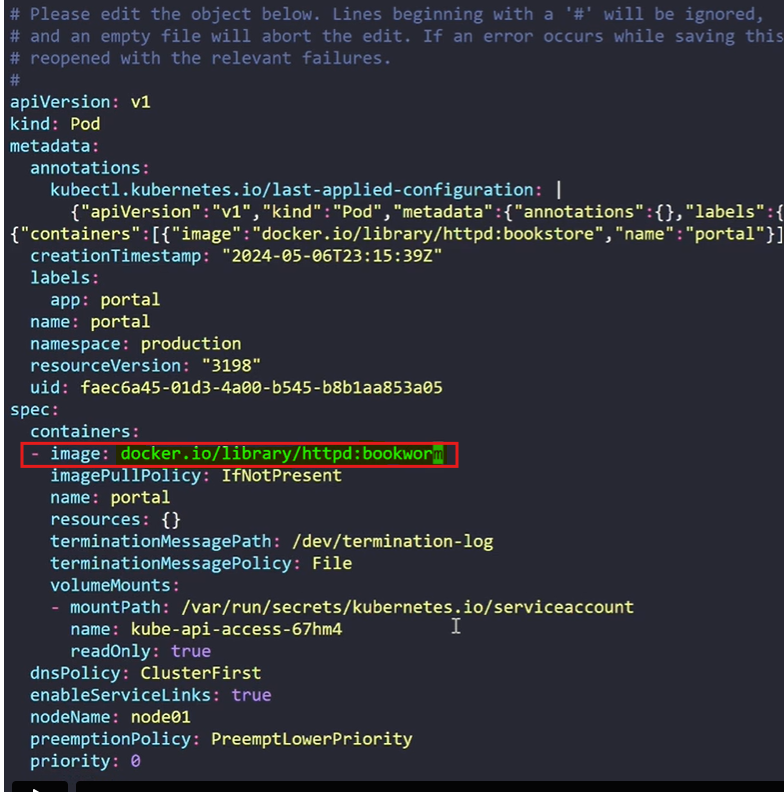 # Please edit the object below. Lines beginning with a '#' will be ignored,
# and an empty file will abort the edit. If an error occurs while saving this
# reopened with the relevant failures.
#
apiVersion: v1
kind: Pod
metadata:
  annotations:
    kubectl.kubernetes.io/last-applied-configuration: |
      {"apiVersion":"v1","kind":"Pod","metadata":{"annotations":{},"labels":{
{"containers":[{"image":"docker.io/library/httpd:bookstore","name":"portal"}]
  creationTimestamp: "2024-05-06T23:15:39Z"
  labels:
    app: portal
  name: portal
  namespace: production
  resourceVersion: "3198"
  uid: faec6a45-01d3-4a00-b545-b8b1aa853a05
spec:
  containers:
  - image: docker.io/library/httpd:bookworm
    imagePullPolicy: IfNotPresent
    name: portal
    resources: {}
    terminationMessagePath: /dev/termination-log
    terminationMessagePolicy: File
    volumeMounts:
    - mountPath: /var/run/secrets/kubernetes.io/serviceaccount
      name: kube-api-access-67hm4
      readOnly: true
  dnsPolicy: ClusterFirst
  enableServiceLinks: true
  nodeName: node01
  preemptionPolicy: PreemptLowerPriority
  priority: 0